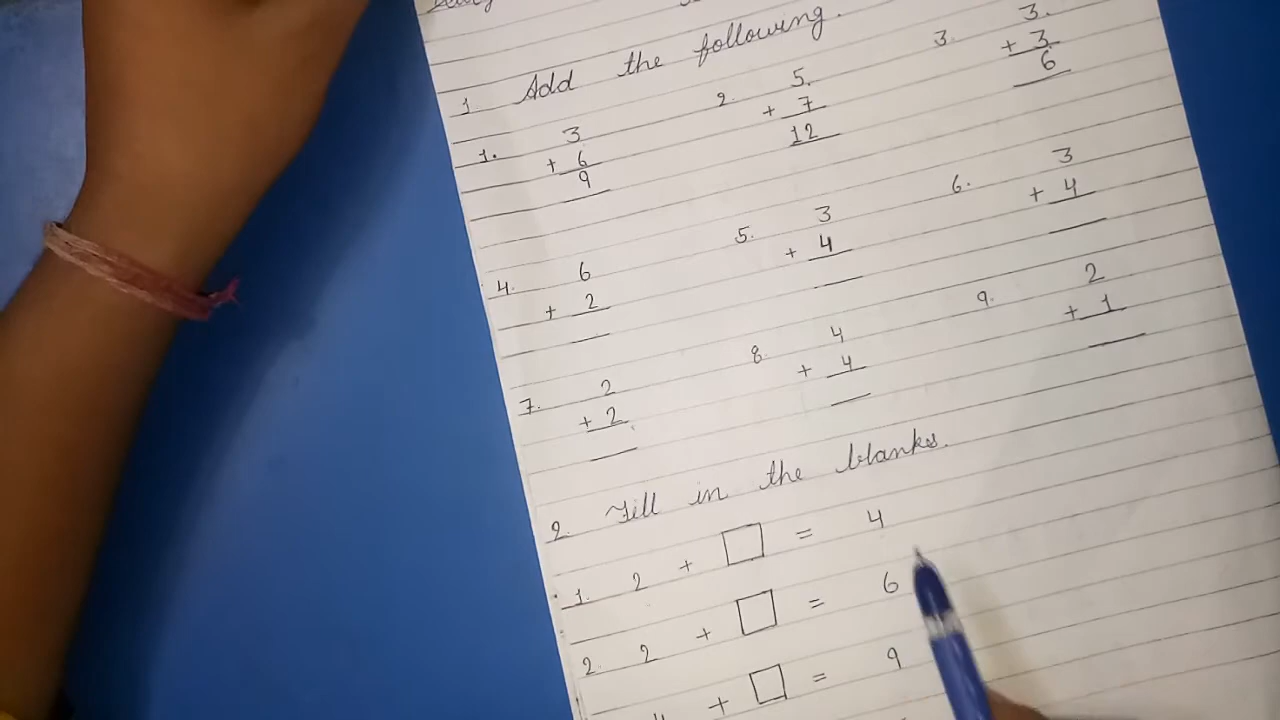 1 Add the following.
1. 3 + 6 9
2. 5. + 7 12
3. 3. + 3 6
4. 6 + 2
5. 3 + 4
6. 3 + 4
7. 2 + 2
8. 4 + 4
9. 2 + 1
2 Fill in the blanks.
1. 2 + □ = 4
2. 2 + □ = 6
+ □ = 9